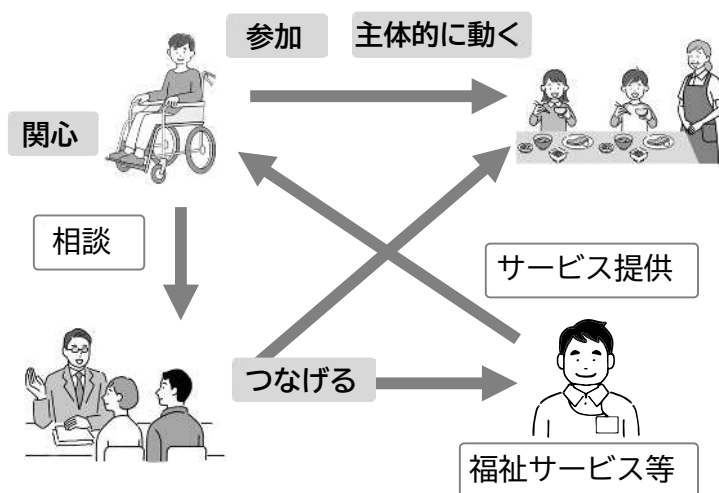 参加
主体的に動く
関心
相談
サービス提供
つなげる
福祉サービス等